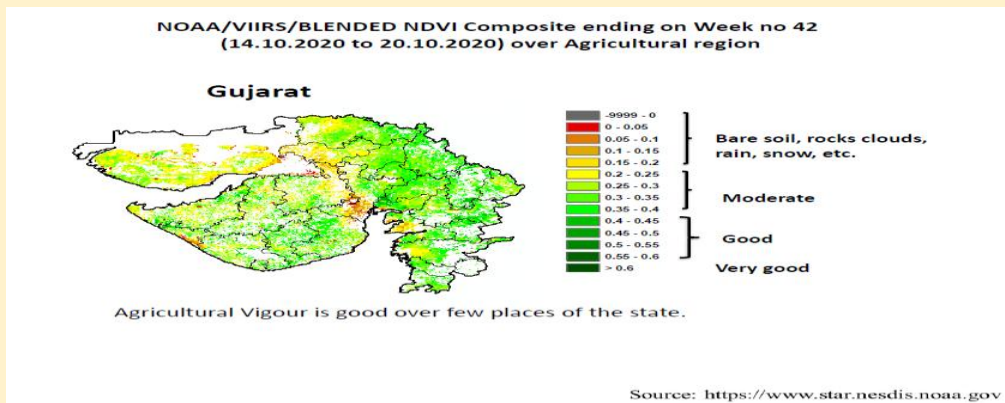 NOAA/VIIRS/BLENDED NDVI Composite ending on Week no 42
(14.10.2020 to 20.10.2020) over Agricultural region
Gujarat
-9999 - 0
0 - 0.05
0.05 - 0.1
0.1 - 0.15
0.15 - 0.2
0.2 - 0.25
0.25 - 0.3
0.3 - 0.35
0.35 - 0.4
0.4 - 0.45
0.45 - 0.5
0.5 - 0.55
0.55 - 0.6
> 0.6
Bare soil, rocks clouds,
rain, snow, etc.
Moderate
Good
Very good
Agricultural Vigour is good over few places of the state.
Source: https://www.star.nesdis.noaa.gov